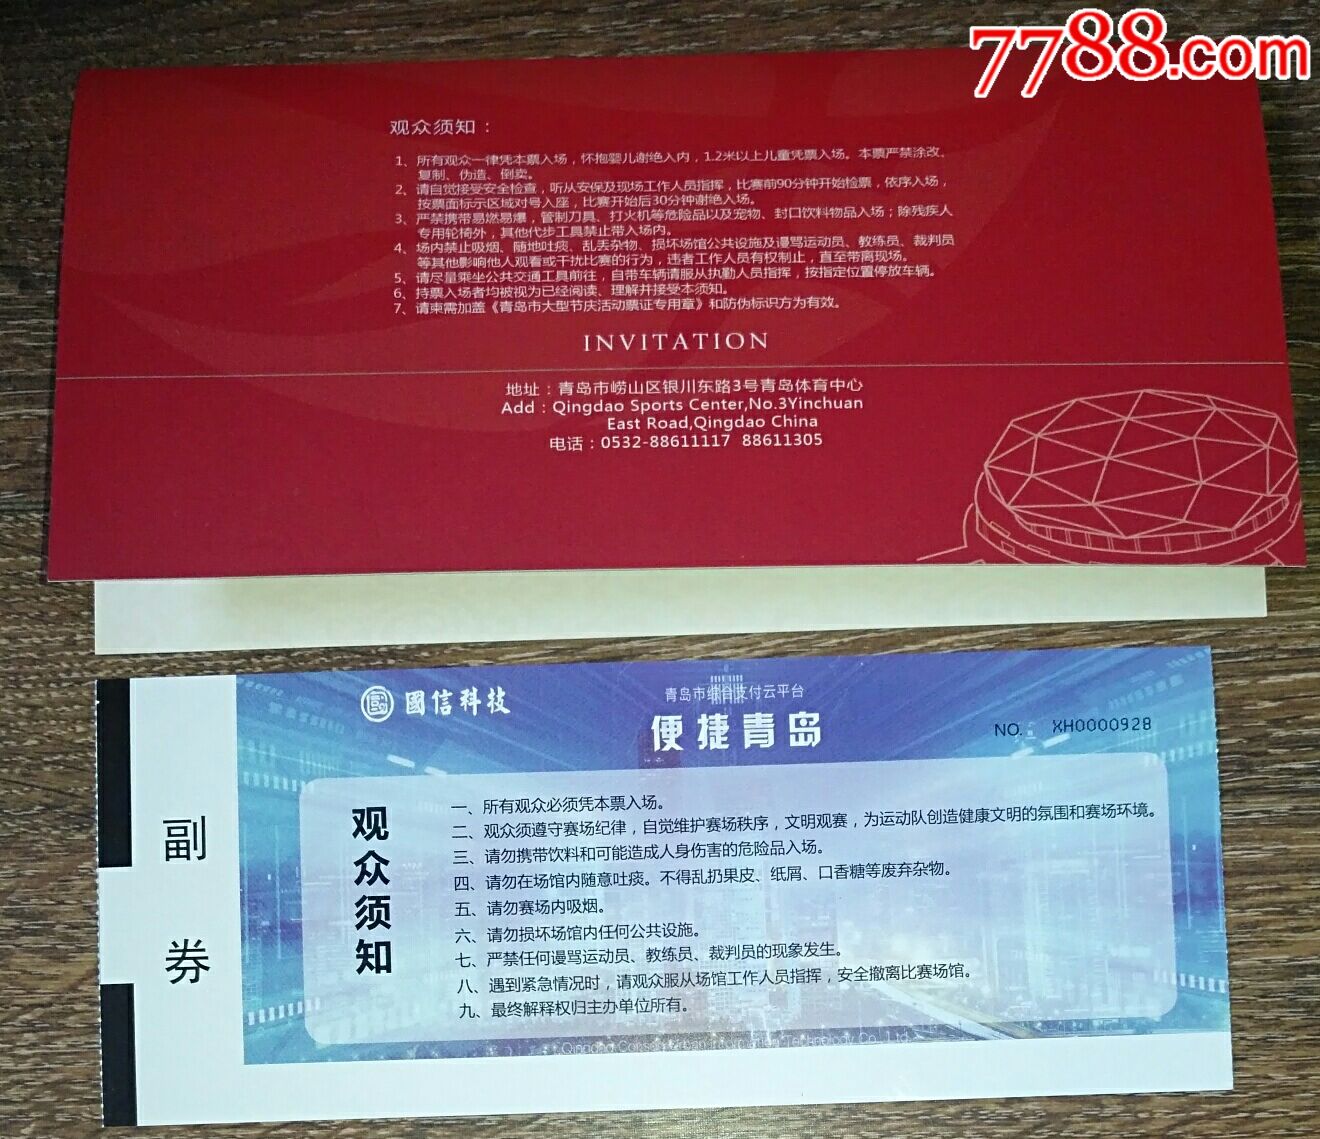 7788.com
观众须知：
1、所有观众一律凭本票入场，怀抱婴儿谢绝入内，1.2米以上儿童凭票入场。本票严禁涂改、
复制、伪造、倒卖。
2、请自觉接受安全检查，听从安保及现场工作人员指挥，比赛前90分钟开始检票，依序入场，
按票面标示区域对号入座，比赛开始后30分钟谢绝入场。
3、严禁携带易燃易爆，管制刀具、打火机等危险品以及宠物、封口饮料物品入场；除残疾人
专用轮椅外，其他代步工具禁止带入场内。
4、场内禁止吸烟、随地吐痰、乱丢杂物、损坏场馆公共设施及谩骂运动员、教练员、裁判员
等其他影响他人观看或干扰比赛的行为，违者工作人员有权制止，直至带离现场。
5、请尽量乘坐公共交通工具前往，自带车辆请服从执勤人员指挥，按指定位置停放车辆。
6、持票入场者均被视为已经阅读、理解并接受本须知。
7、请柬需加盖《青岛市大型节庆活动票证专用章》和防伪标识方为有效。
INVITATION
地址：青岛市崂山区银川东路3号青岛体育中心
Add：Qingdao Sports Center,No.3Yinchuan
East Road,Qingdao China
电话：0532-88611117 88611305
國信科技
青岛市综合支付云平台
便捷青岛
NO. XH0000928
副券
观众须知
一、所有观众必须凭本票入场。
二、观众须遵守赛场纪律，自觉维护赛场秩序，文明观赛，为运动队创造健康文明的氛围和赛场环境。
三、请勿携带饮料和可能造成人身伤害的危险品入场。
四、请勿在场馆内随意吐痰。不得乱扔果皮、纸屑、口香糖等废弃杂物。
五、请勿赛场内吸烟。
六、请勿损坏场馆内任何公共设施。
七、严禁任何谩骂运动员、教练员、裁判员的现象发生。
八、遇到紧急情况时，请观众服从场馆工作人员指挥，安全撤离比赛场馆。
九、最终解释权归主办单位所有。
Qingdao Conson Information Technology Co., Ltd.